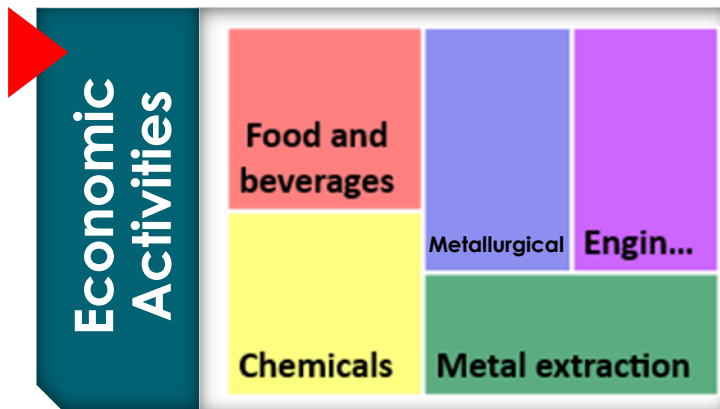 Economic
Activities
Food and
beverages
Metallurgical
Engin...
Chemicals
Metal extraction